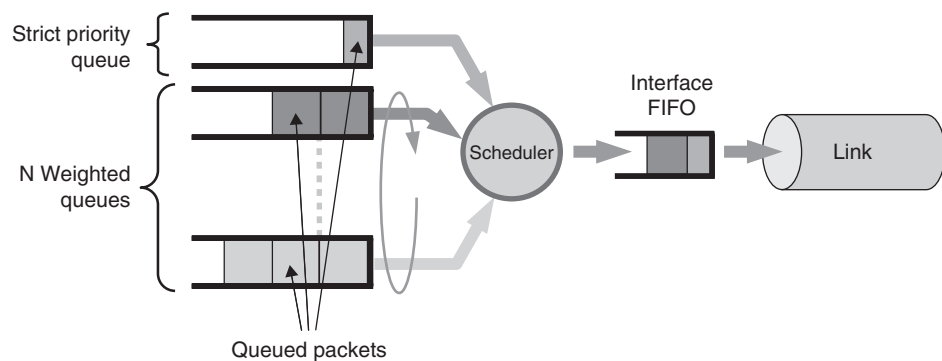 Strict priority
queue
N Weighted
queues
Scheduler
Interface
FIFO
Link
Queued packets